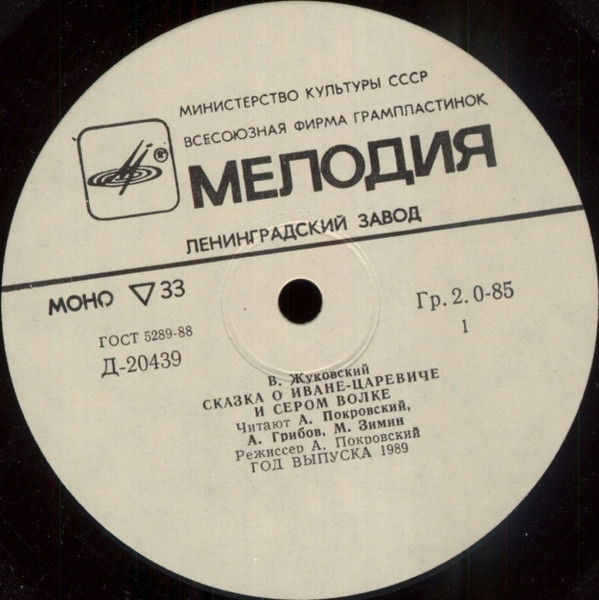 МИНИСТЕРСТВО КУЛЬТУРЫ СССР
ВСЕСОЮЗНАЯ ФИРМА ГРАМПЛАСТИНОК
МЕЛОДИЯ
ЛЕНИНГРАДСКИЙ ЗАВОД
МОНО 33
Гр. 2. 0-85
ГОСТ 5289-88
1
Д-20439
В. Жуковский
СКАЗКА О ИВАНЕ-ЦАРЕВИЧЕ
И СЕРОМ ВОЛКЕ
Читают А. Покровский,
А. Грибов, М. Зимин
Режиссер А. Покровский
ГОД ВЫПУСКА 1989